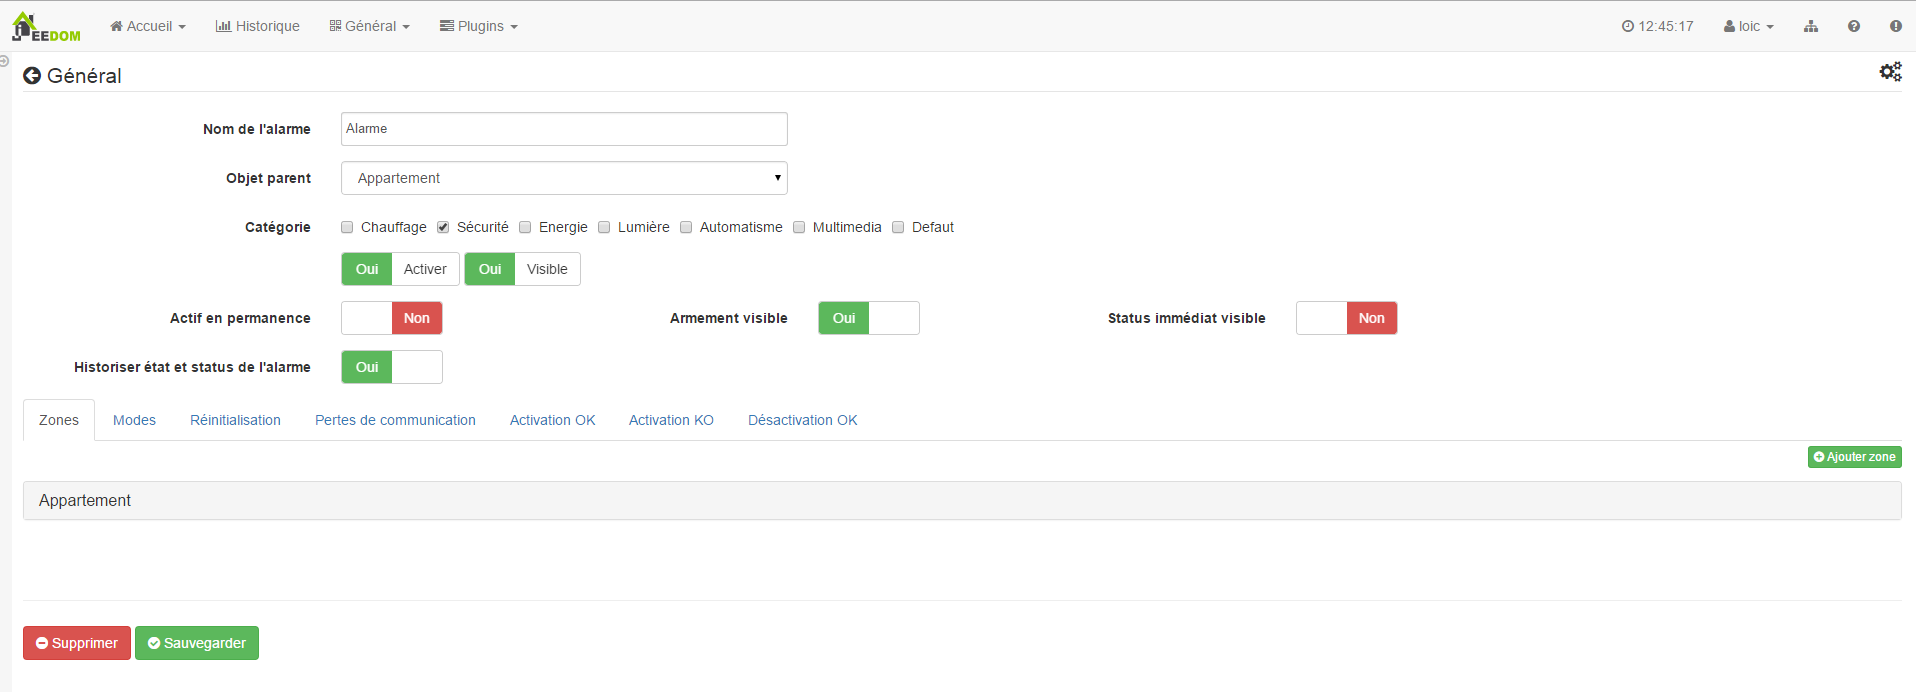 JEEDOM Accueil Historique Général Plugins 12:45:17 loic
Général
Nom de l'alarme Alarme
Objet parent Appartement
Catégorie Chauffage Sécurité Energie Lumière Automatisme Multimedia Defaut
Oui Activer Oui Visible
Actif en permanence Non Armement visible Oui Status immédiat visible Non
Historiser état et status de l'alarme Oui
Zones Modes Réinitialisation Pertes de communication Activation OK Activation KO Désactivation OK
Ajouter zone
Appartement
Supprimer Sauvegarder